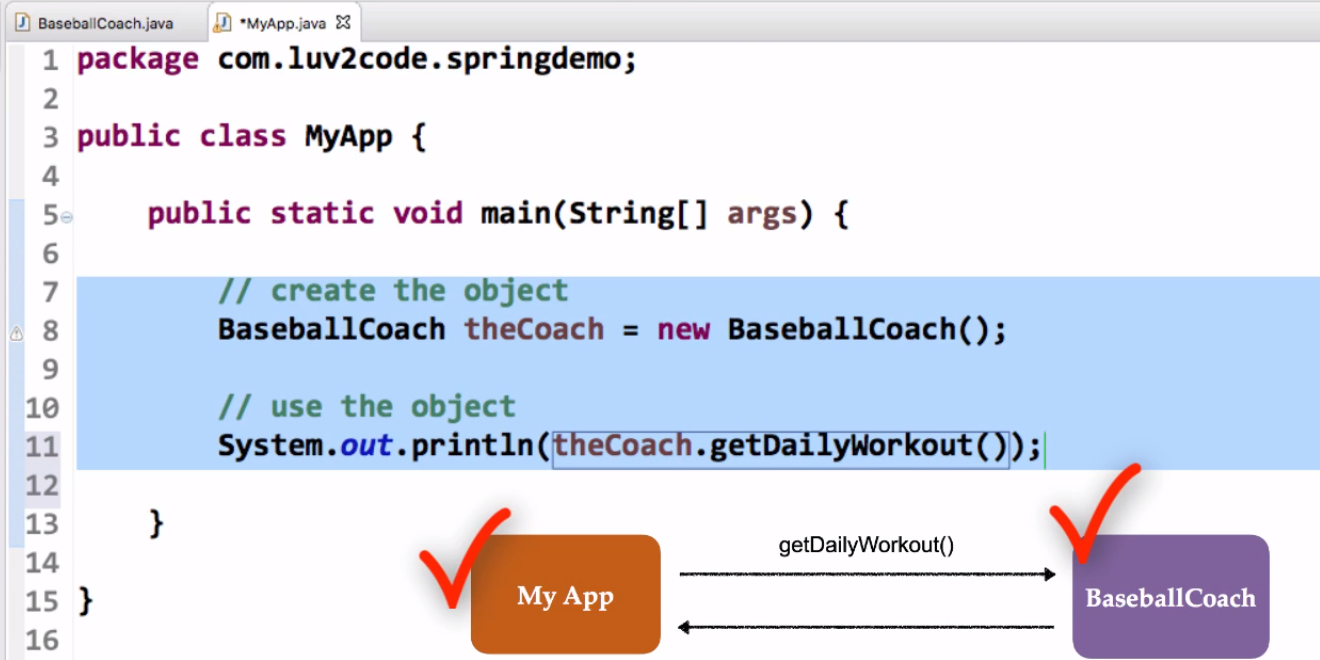 BaseballCoach.java *MyApp.java
1 package com.luv2code.springdemo;
2
3 public class MyApp {
4
5 public static void main(String[] args) {
6
7 // create the object
8 BaseballCoach theCoach = new BaseballCoach();
9
10 // use the object
11 System.out.println(theCoach.getDailyWorkout());
12
13 }
14
15 }
16
getDailyWorkout()
My App
BaseballCoach